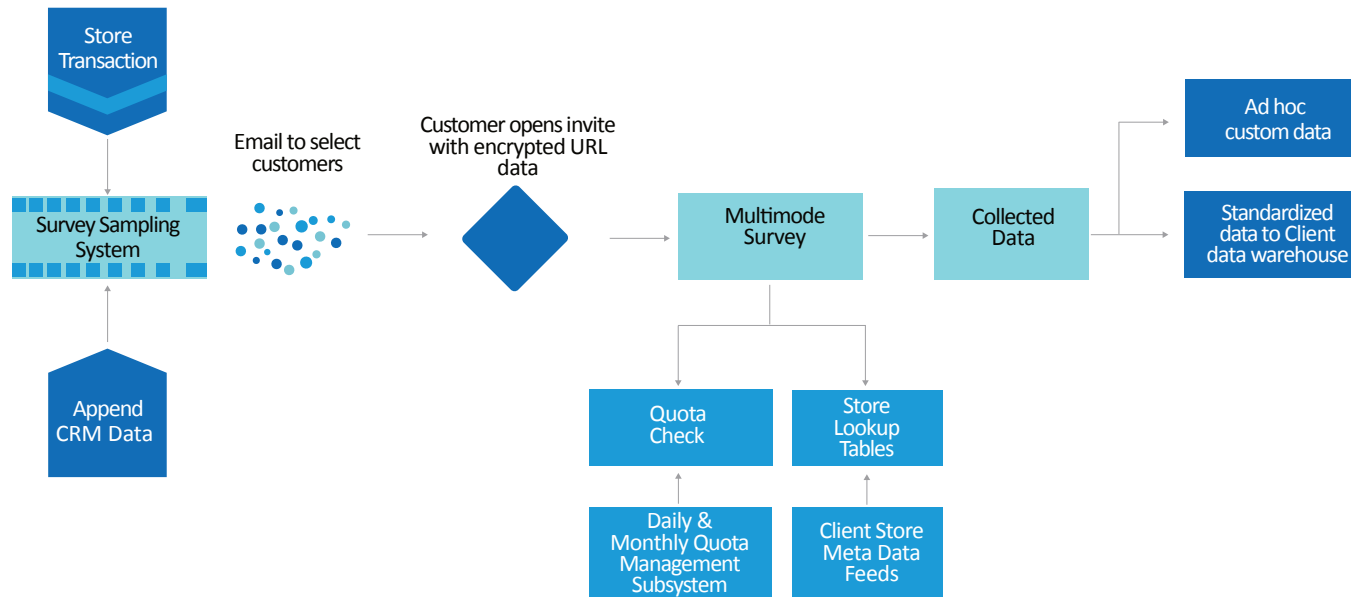 Store
Transaction
Survey Sampling
System
Append
CRM Data
Email to select
customers
Customer opens invite
with encrypted URL
data
Multimode
Survey
Collected
Data
Ad hoc
custom data
Standardized
data to Client
data warehouse
Quota
Check
Store
Lookup
Tables
Daily &
Monthly Quota
Management
Subsystem
Client Store
Meta Data
Feeds